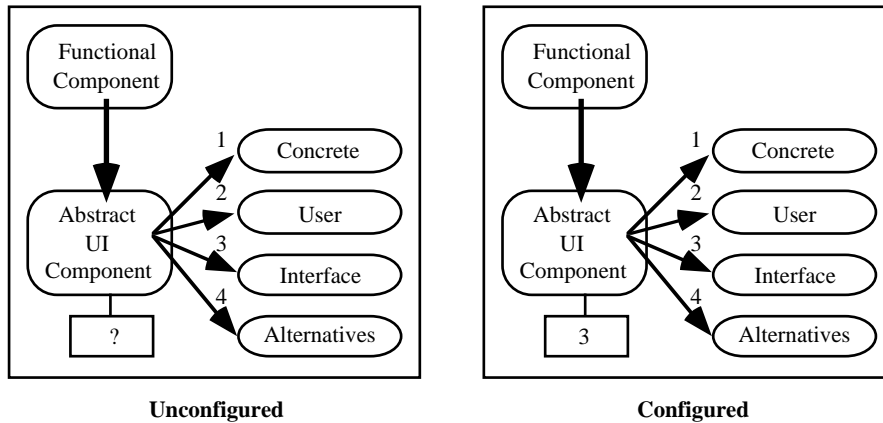 Functional
Component
1
Concrete
2
Abstract
UI
Component
User
3
Interface
4
?
Alternatives
Unconfigured
Functional
Component
1
Concrete
2
Abstract
UI
Component
User
3
Interface
4
3
Alternatives
Configured